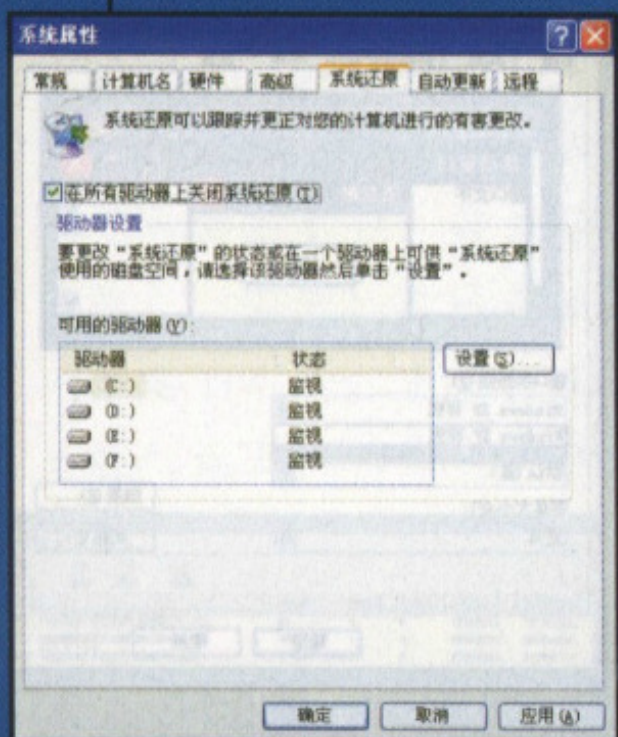 系统属性
常规 计算机名 硬件 高级 系统还原 自动更新 远程
系统还原可以跟踪并更正对您的计算机进行的有害更改。
在所有驱动器上关闭系统还原(T)
驱动器设置
要更改“系统还原”的状态或在一个驱动器上可供“系统还原”
使用的磁盘空间，请选择该驱动器然后单击“设置”。
可用的驱动器(V):
驱动器 状态 设置(S)...
(C:) 监视
(D:) 监视
(E:) 监视
(F:) 监视
确定 取消 应用(A)